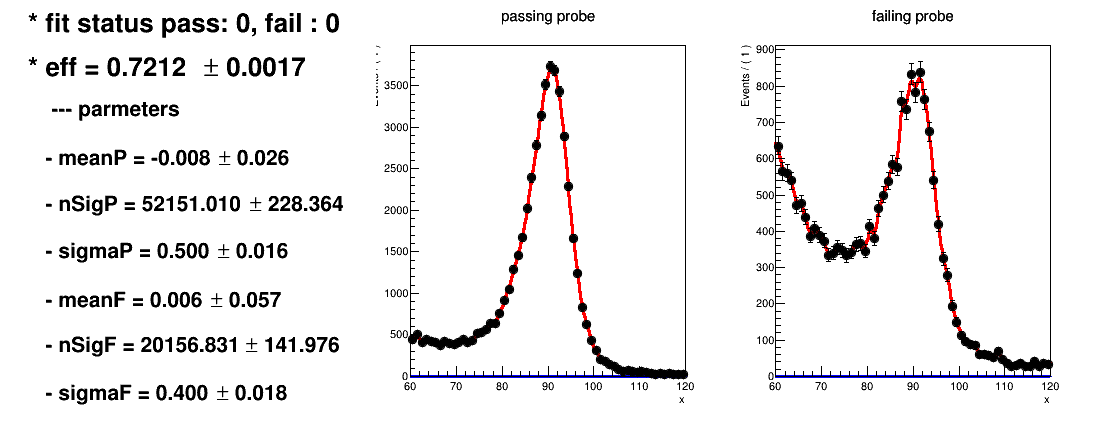 * fit status pass: 0, fail : 0
* eff = 0.7212 ± 0.0017
--- parmeters
- meanP = -0.008 ± 0.026
- nSigP = 52151.010 ± 228.364
- sigmaP = 0.500 ± 0.016
- meanF = 0.006 ± 0.057
- nSigF = 20156.831 ± 141.976
- sigmaF = 0.400 ± 0.018
passing probe
3500
3000
2500
2000
1500
1000
500
0
60 70 80 90 100 110 120
x
failing probe
Events / ( 1 )
900
800
700
600
500
400
300
200
100
0
60 70 80 90 100 110 120
x